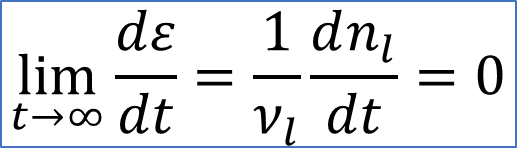 lim_{t→∞} dε/dt = 1/ν_l dn_l/dt = 0